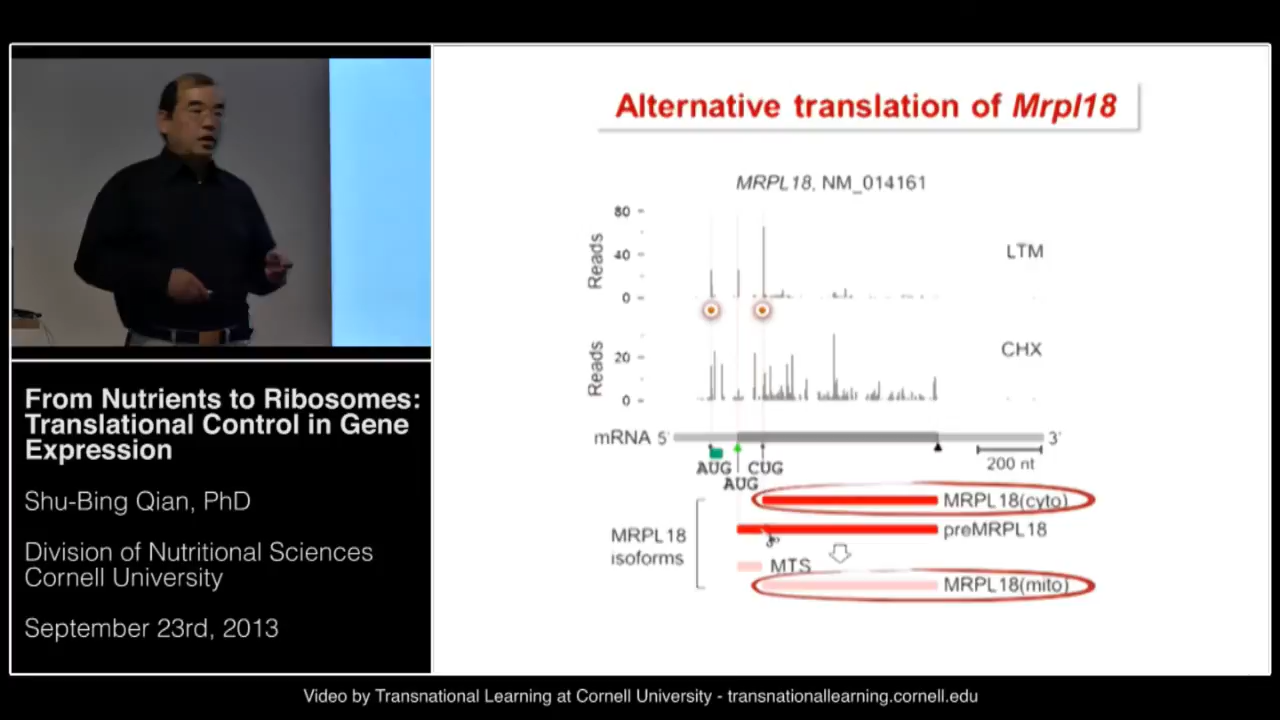 Alternative translation of Mrpl18
MRPL18, NM_014161
80
40
0
Reads
LTM
20
0
Reads
CHX
mRNA 5'
3'
AUG
CUG
AUG
200 nt
MRPL18(cyto)
preMRPL18
MRPL18
isoforms
MTS
MRPL18(mito)
From Nutrients to Ribosomes:
Translational Control in Gene
Expression
Shu-Bing Qian, PhD
Division of Nutritional Sciences
Cornell University
September 23rd, 2013
Video by Transnational Learning at Cornell University - transnationallearning.cornell.edu